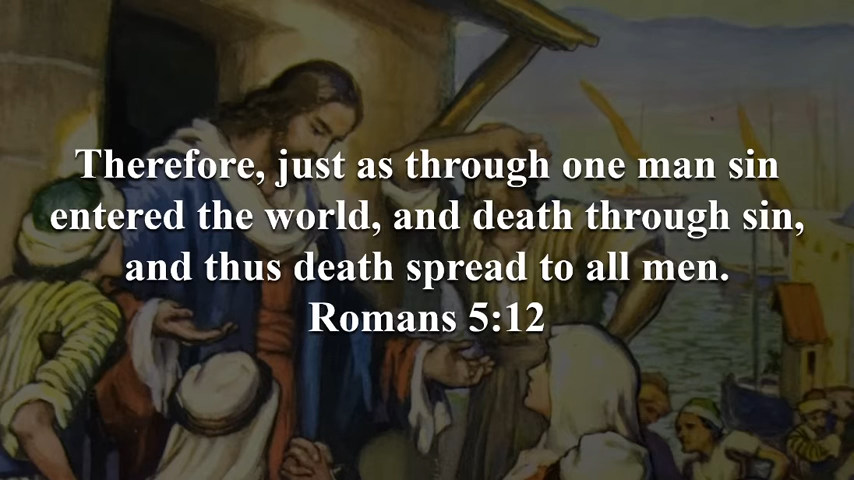 Therefore, just as through one man sin
entered the world, and death through sin,
and thus death spread to all men.
Romans 5:12